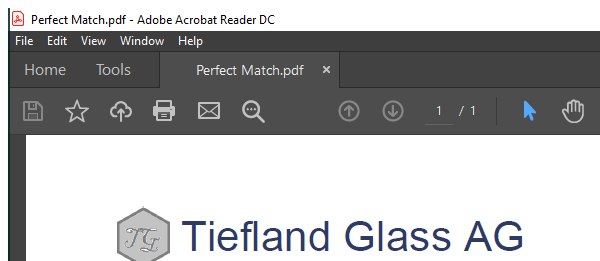 Perfect Match.pdf - Adobe Acrobat Reader DC
File Edit View Window Help
Home Tools Perfect Match.pdf ×
1 / 1
TG Tiefland Glass AG